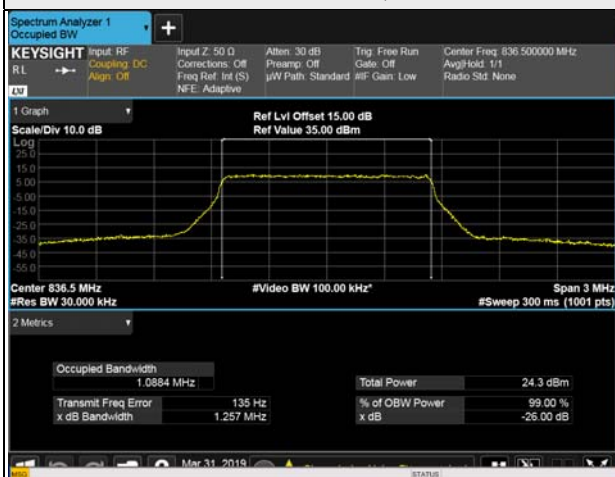 Spectrum Analyzer 1
Occupied BW
KEYSIGHT
Input: RF
Coupling: DC
Align: Off
RL
LXI
Input Z: 50 Ω
Corrections: Off
Freq Ref: Int (S)
NFE: Adaptive
Atten: 30 dB
Preamp: Off
µW Path: Standard
Trig: Free Run
Gate: Off
#IF Gain: Low
Center Freq: 836.500000 MHz
Avg|Hold: 1/1
Radio Std: None
1 Graph
Scale/Div 10.0 dB
Ref Lvl Offset 15.00 dB
Ref Value 35.00 dBm
Log
25.0
15.0
5.00
-5.00
-15.0
-25.0
-35.0
-45.0
-55.0
Center 836.5 MHz
#Res BW 30.000 kHz
#Video BW 100.00 kHz*
Span 3 MHz
#Sweep 300 ms (1001 pts)
2 Metrics
Occupied Bandwidth
1.0884 MHz
Transmit Freq Error 135 Hz
x dB Bandwidth 1.257 MHz
Total Power 24.3 dBm
% of OBW Power 99.00 %
x dB -26.00 dB
Mar 31, 2019
MSG
STATUS